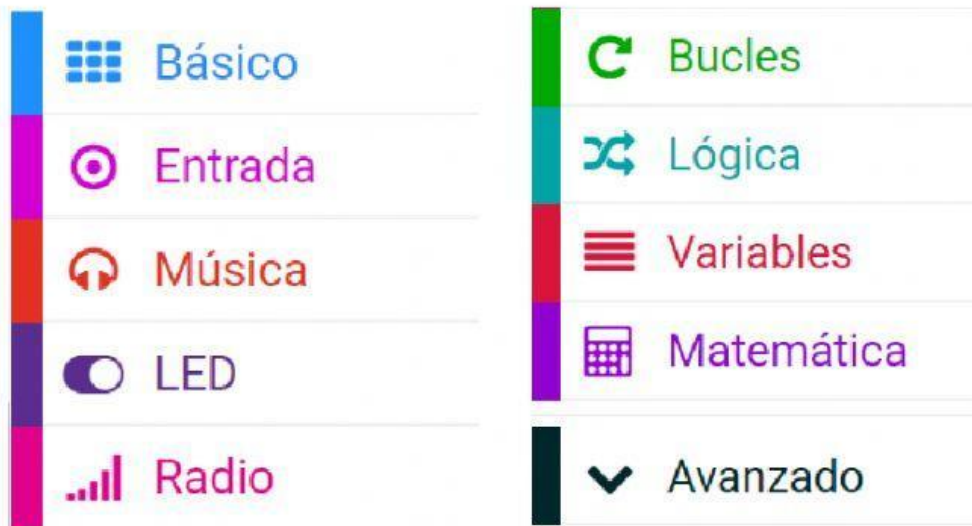 Básico
Entrada
Música
LED
Radio
Bucles
Lógica
Variables
Matemática
Avanzado